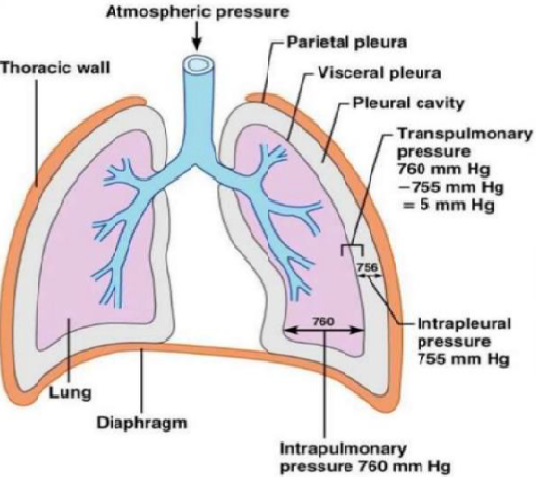 Atmospheric pressure
Parietal pleura
Thoracic wall
Visceral pleura
Pleural cavity
Transpulmonary
pressure
760 mm Hg
−755 mm Hg
= 5 mm Hg
756
760
Intrapleural
pressure
755 mm Hg
Lung
Diaphragm
Intrapulmonary
pressure 760 mm Hg